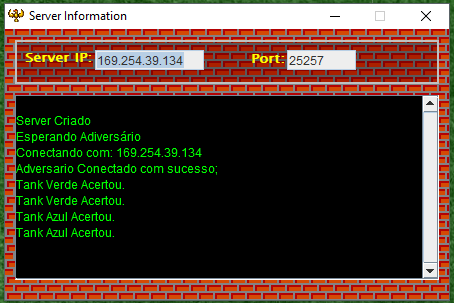 Server Information
Server IP: 169.254.39.134 Port: 25257
Server Criado
Esperando Adiversário
Conectando com: 169.254.39.134
Adversario Conectado com sucesso;
Tank Verde Acertou.
Tank Verde Acertou.
Tank Azul Acertou.
Tank Azul Acertou.